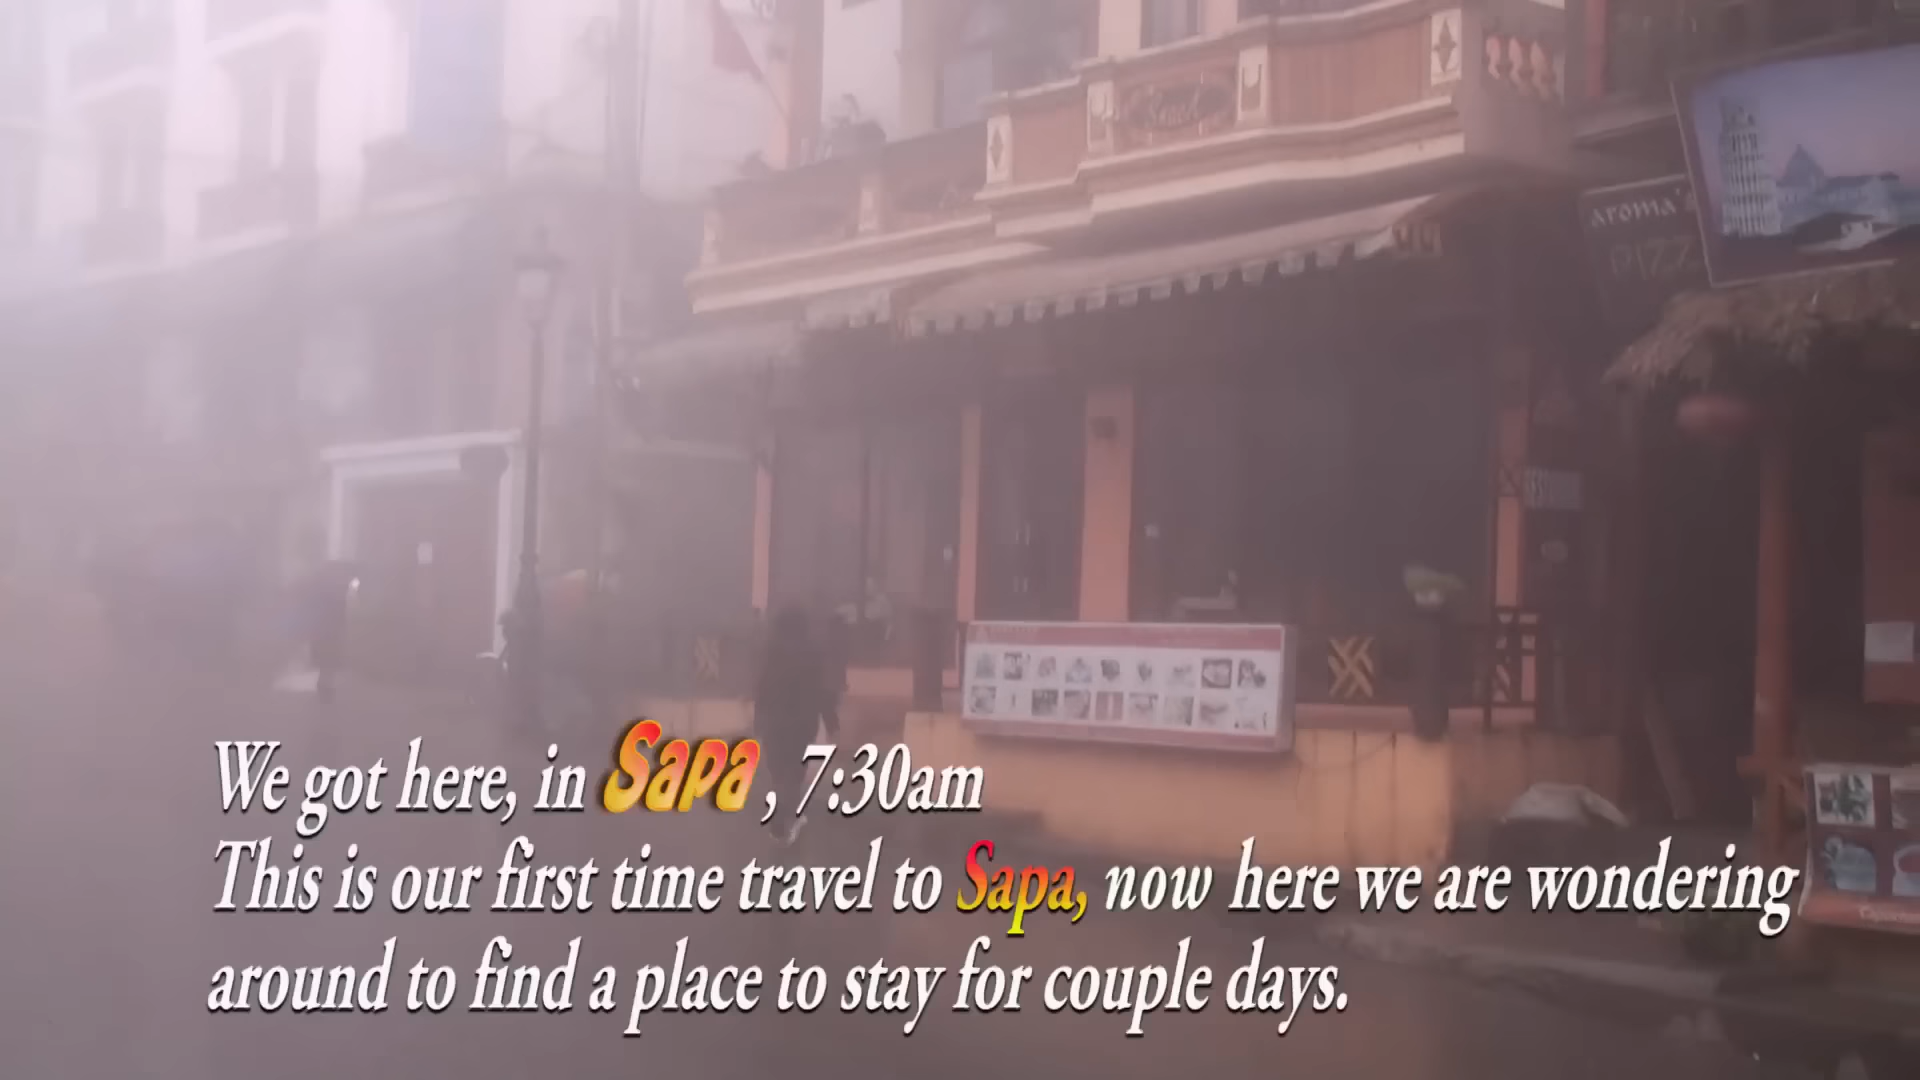 aroma's
PIZZ
We got here, in Sapa, 7:30am
This is our first time travel to Sapa, now here we are wondering
around to find a place to stay for couple days.